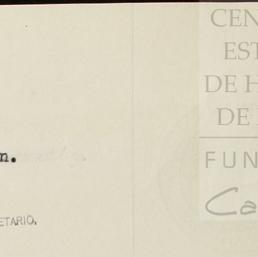 CEN
EST
DE H
DE
FUN
Ca
n.
ETARIO.